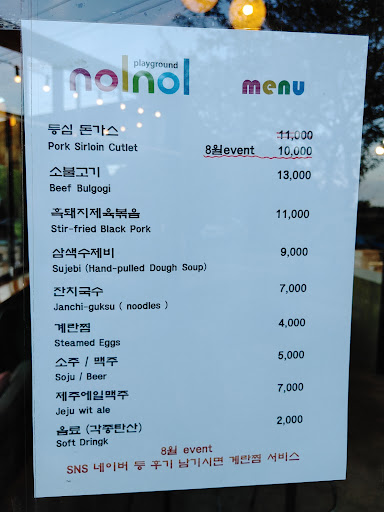 playground
nolnol menu
등심 돈가스 11,000
Pork Sirloin Cutlet 8월event 10,000
소불고기 13,000
Beef Bulgogi
흑돼지제육볶음 11,000
Stir-fried Black Pork
삼색수제비 9,000
Sujebi (Hand-pulled Dough Soup)
잔치국수 7,000
Janchi-guksu ( noodles )
계란찜 4,000
Steamed Eggs
소주 / 맥주 5,000
Soju / Beer
제주에일맥주 7,000
Jeju wit ale
음료 (각종탄산) 2,000
Soft Dringk
8월 event
SNS 네이버 등 후기 남기시면 계란찜 서비스
~